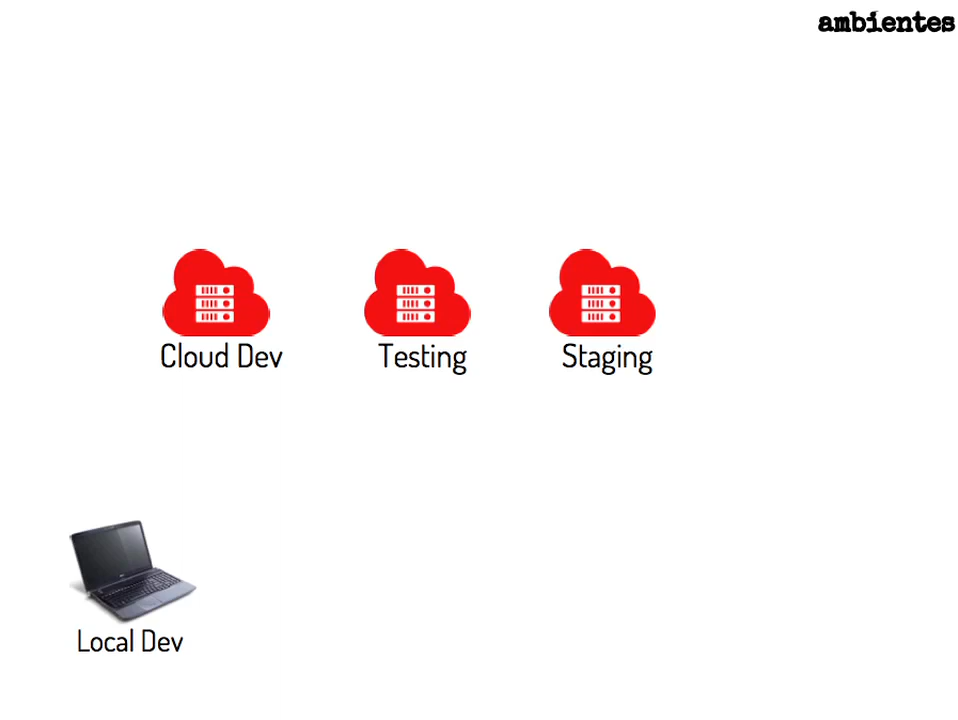 ambientes
Cloud Dev
Testing
Staging
Local Dev